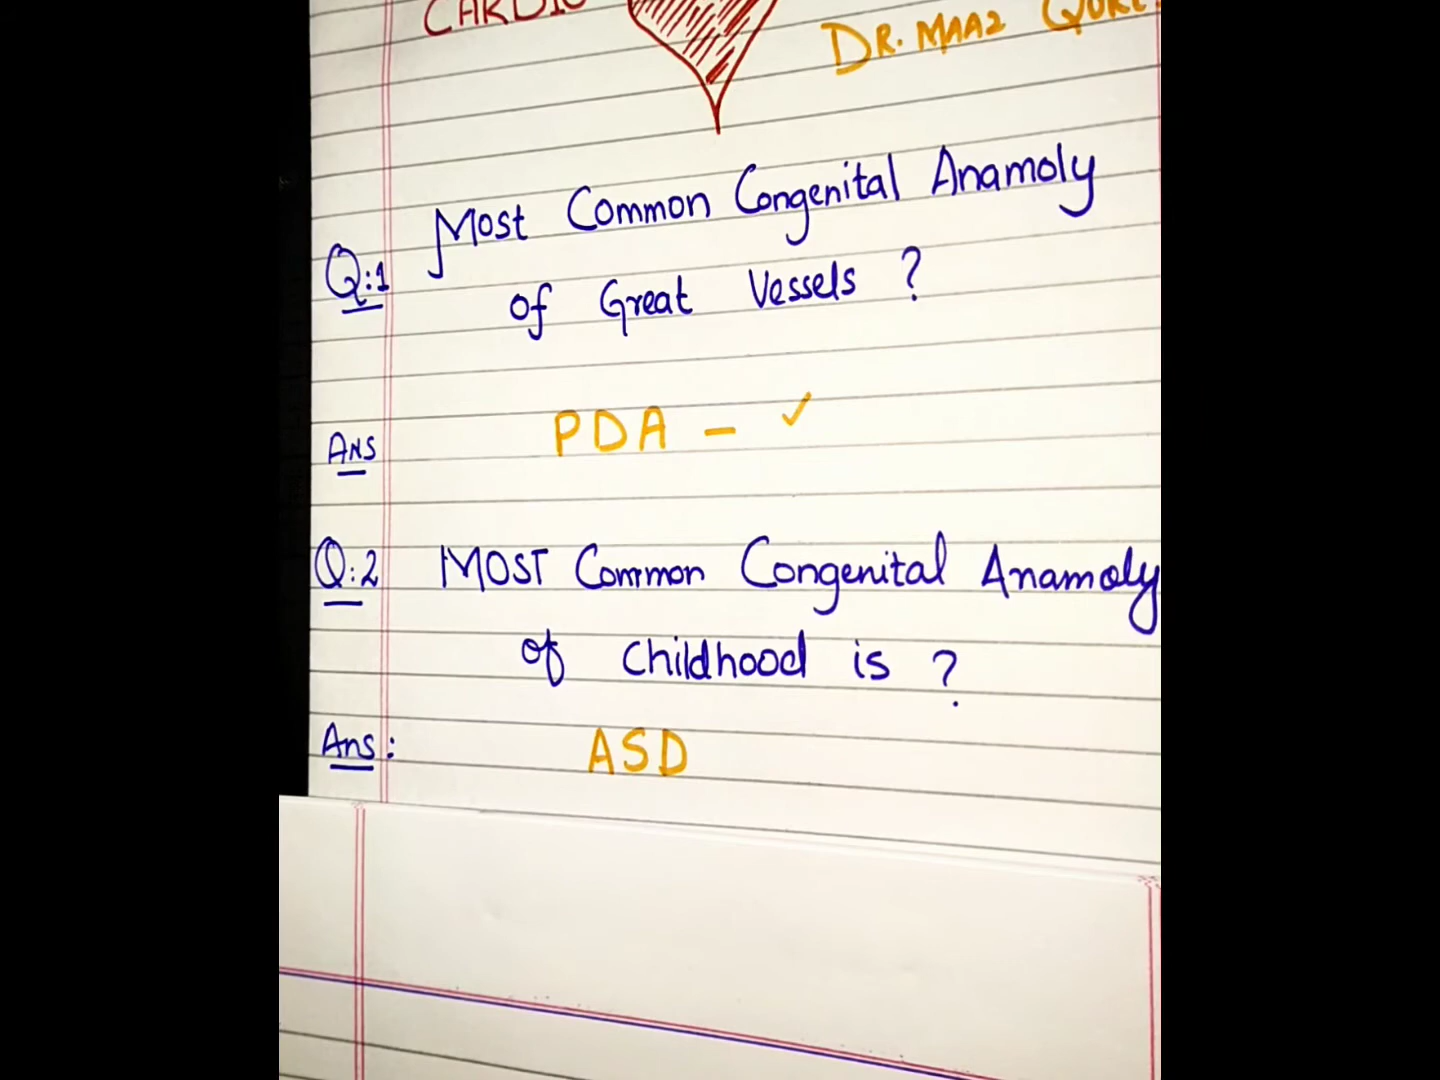 CARDIO
DR. MAAZ
Q:1 Most Common Congenital Anamoly
of Great Vessels ?
Ans PDA - ✓
Q:2 MOST Common Congenital Anamoly
of Childhood is ?
Ans: ASD